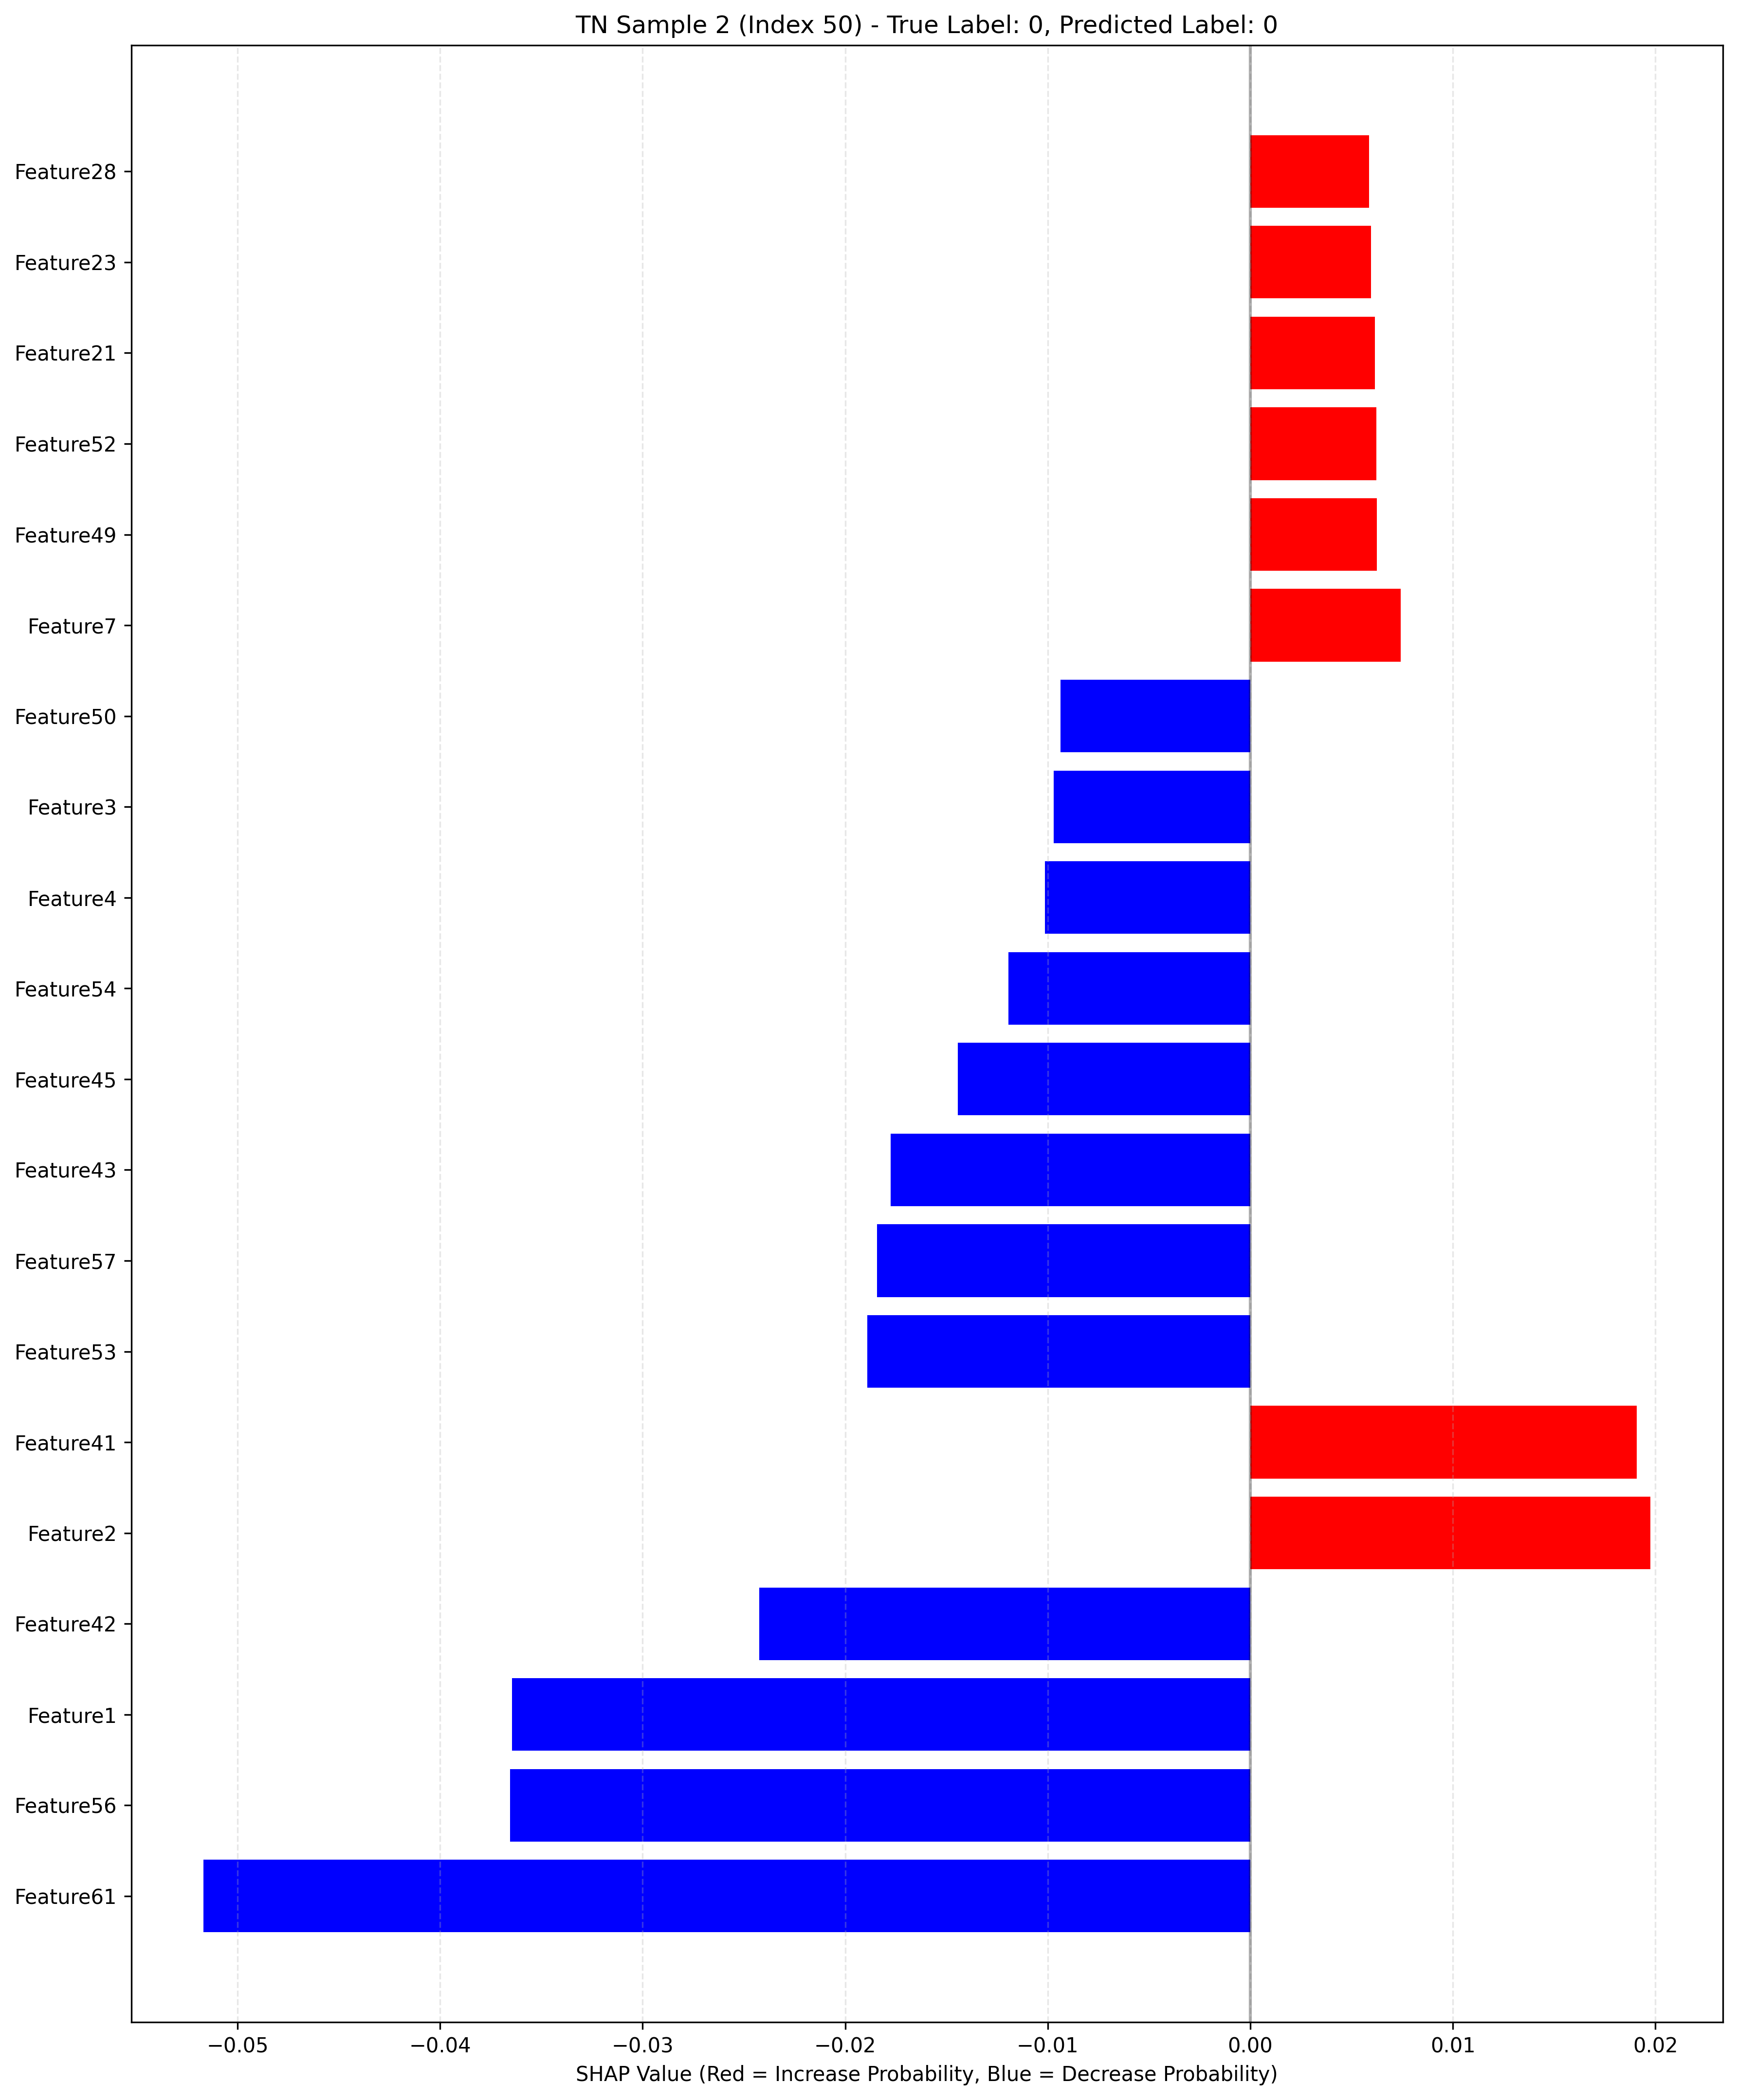 TN Sample 2 (Index 50) - True Label: 0, Predicted Label: 0
Feature28
Feature23
Feature21
Feature52
Feature49
Feature7
Feature50
Feature3
Feature4
Feature54
Feature45
Feature43
Feature57
Feature53
Feature41
Feature2
Feature42
Feature1
Feature56
Feature61
−0.05 −0.04 −0.03 −0.02 −0.01 0.00 0.01 0.02
SHAP Value (Red = Increase Probability, Blue = Decrease Probability)